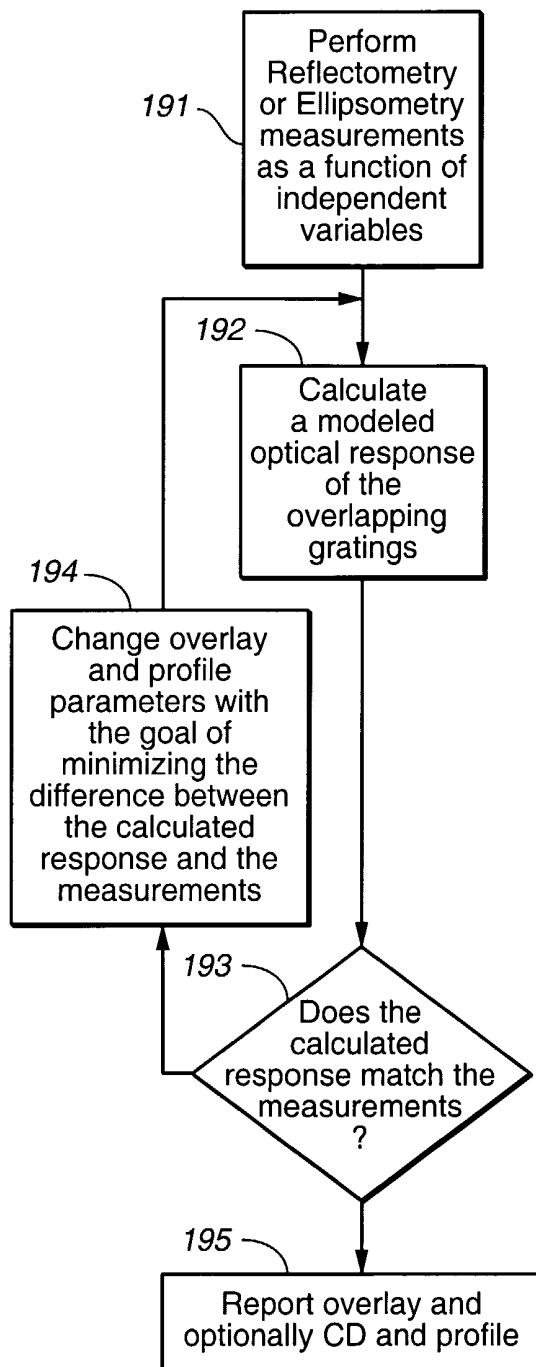 191
Perform
Reflectometry
or Ellipsometry
measurements
as a function of
independent
variables
192
Calculate
a modeled
optical response
of the
overlapping
gratings
194
Change overlay
and profile
parameters with
the goal of
minimizing the
difference between
the calculated
response and the
measurements
193
Does the
calculated
response match the
measurements
?
195
Report overlay and
optionally CD and profile